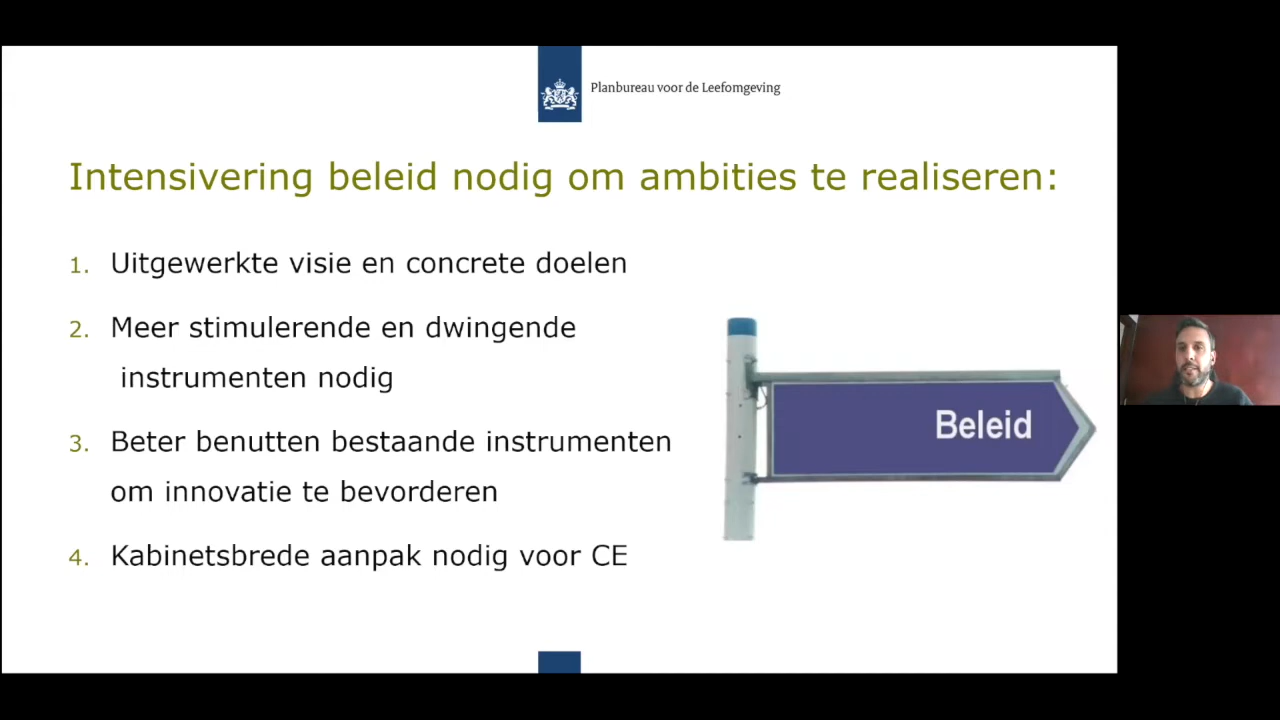 Planbureau voor de Leefomgeving
Intensivering beleid nodig om ambities te realiseren:
1. Uitgewerkte visie en concrete doelen
2. Meer stimulerende en dwingende
instrumenten nodig
3. Beter benutten bestaande instrumenten
om innovatie te bevorderen
4. Kabinetsbrede aanpak nodig voor CE
Beleid